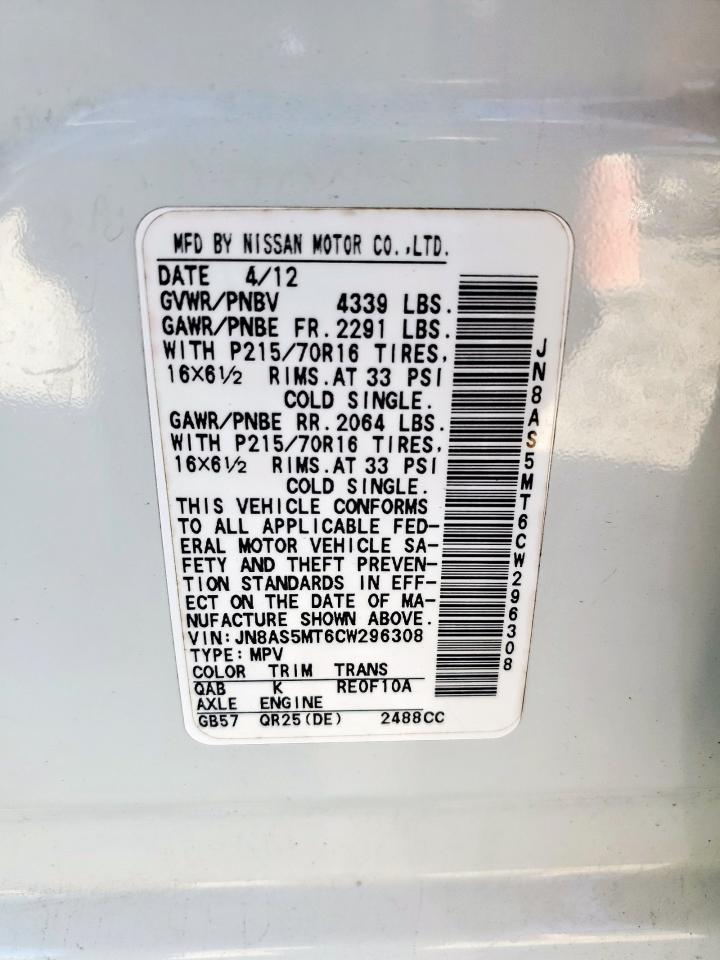 MFD BY NISSAN MOTOR CO.,LTD.
DATE 4/12
GVWR/PNBV 4339 LBS.
GAWR/PNBE FR.2291 LBS.
WITH P215/70R16 TIRES,
16X6½ RIMS.AT 33 PSI
COLD SINGLE.
GAWR/PNBE RR.2064 LBS.
WITH P215/70R16 TIRES,
16X6½ RIMS.AT 33 PSI
COLD SINGLE.
THIS VEHICLE CONFORMS
TO ALL APPLICABLE FED-
ERAL MOTOR VEHICLE SA-
FETY AND THEFT PREVEN-
TION STANDARDS IN EFF-
ECT ON THE DATE OF MA-
NUFACTURE SHOWN ABOVE.
VIN:JN8AS5MT6CW296308
TYPE:MPV
COLOR TRIM TRANS
QAB K RE0F10A
AXLE ENGINE
GB57 QR25(DE) 2488CC
JN8AS5MT6CW296308